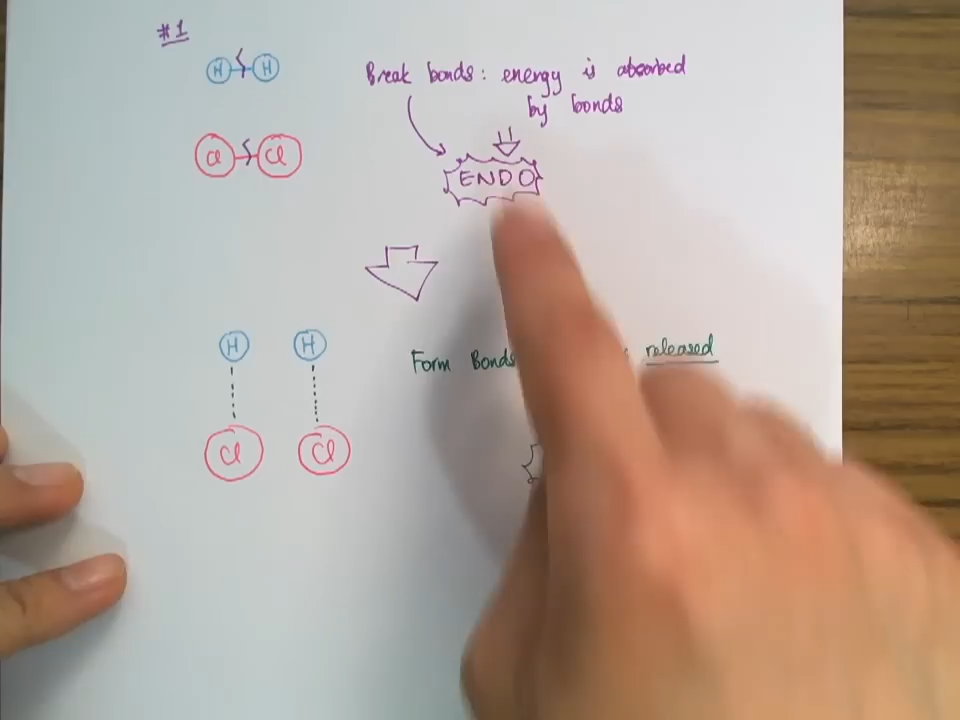 #1
H H
Break bonds: energy is absorbed
by bonds
Cl Cl
ENDO
H H
Form Bonds released
Cl Cl